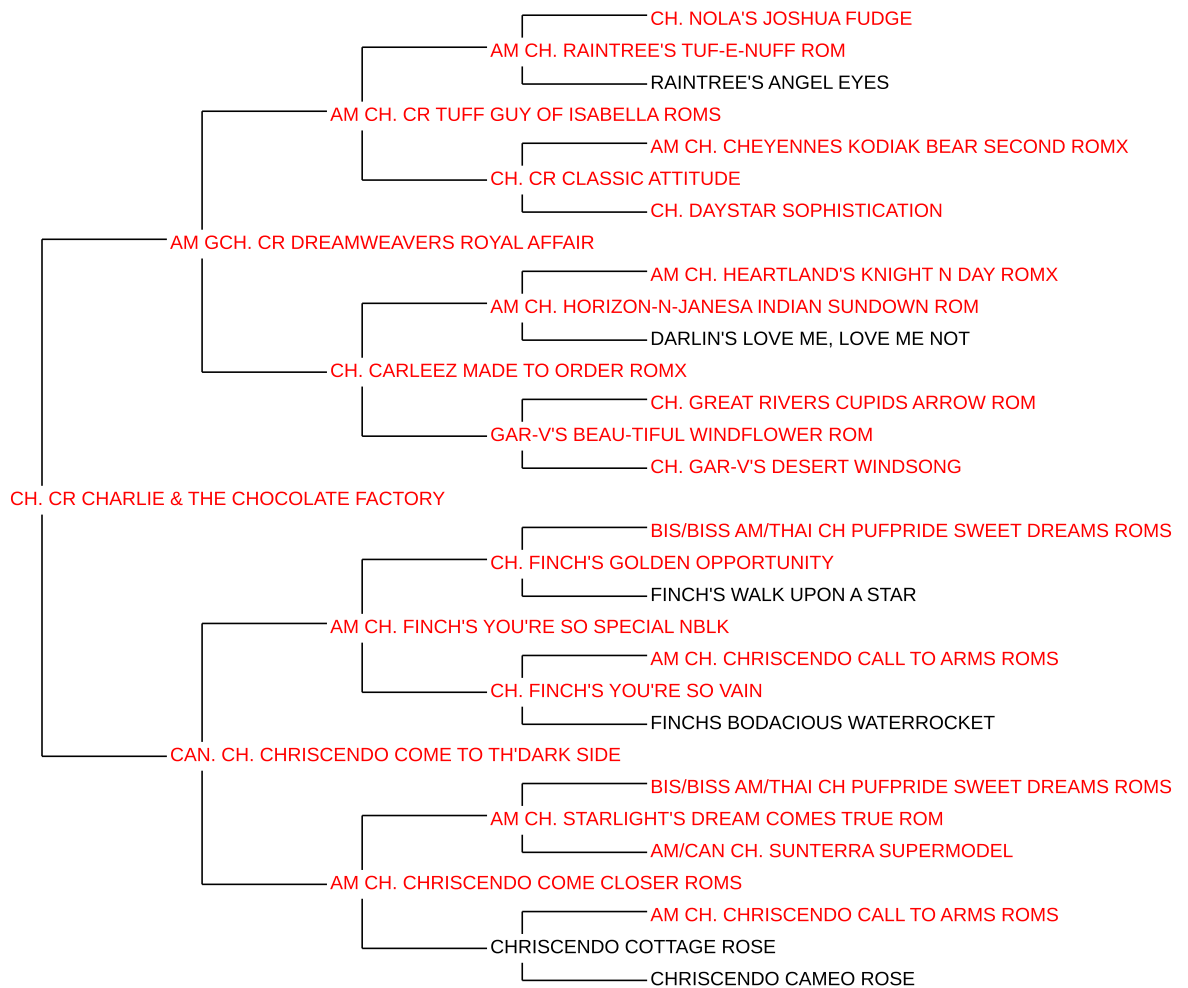 CH. NOLA'S JOSHUA FUDGE
AM CH. RAINTREE'S TUF-E-NUFF ROM
RAINTREE'S ANGEL EYES
AM CH. CR TUFF GUY OF ISABELLA ROMS
AM CH. CHEYENNES KODIAK BEAR SECOND ROMX
CH. CR CLASSIC ATTITUDE
CH. DAYSTAR SOPHISTICATION
AM GCH. CR DREAMWEAVERS ROYAL AFFAIR
AM CH. HEARTLAND'S KNIGHT N DAY ROMX
AM CH. HORIZON-N-JANESA INDIAN SUNDOWN ROM
DARLIN'S LOVE ME, LOVE ME NOT
CH. CARLEEZ MADE TO ORDER ROMX
CH. GREAT RIVERS CUPIDS ARROW ROM
GAR-V'S BEAU-TIFUL WINDFLOWER ROM
CH. GAR-V'S DESERT WINDSONG
CH. CR CHARLIE & THE CHOCOLATE FACTORY
BIS/BISS AM/THAI CH PUFPRIDE SWEET DREAMS ROMS
CH. FINCH'S GOLDEN OPPORTUNITY
FINCH'S WALK UPON A STAR
AM CH. FINCH'S YOU'RE SO SPECIAL NBLK
AM CH. CHRISCENDO CALL TO ARMS ROMS
CH. FINCH'S YOU'RE SO VAIN
FINCHS BODACIOUS WATERROCKET
CAN. CH. CHRISCENDO COME TO TH'DARK SIDE
BIS/BISS AM/THAI CH PUFPRIDE SWEET DREAMS ROMS
AM CH. STARLIGHT'S DREAM COMES TRUE ROM
AM/CAN CH. SUNTERRA SUPERMODEL
AM CH. CHRISCENDO COME CLOSER ROMS
AM CH. CHRISCENDO CALL TO ARMS ROMS
CHRISCENDO COTTAGE ROSE
CHRISCENDO CAMEO ROSE